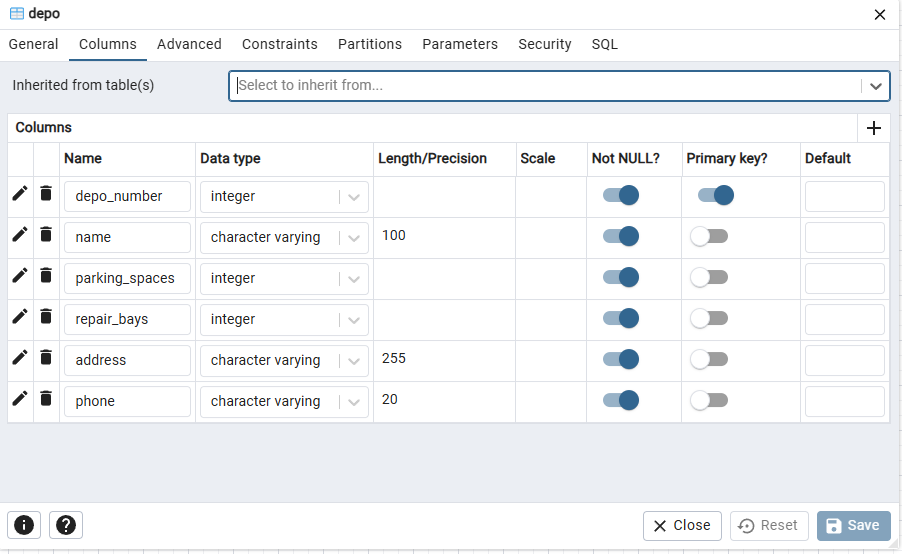 depo
General Columns Advanced Constraints Partitions Parameters Security SQL
Inherited from table(s) Select to inherit from...
Columns
Name Data type Length/Precision Scale Not NULL? Primary key? Default
depo_number integer
name character varying 100
parking_spaces integer
repair_bays integer
address character varying 255
phone character varying 20
Close Reset Save